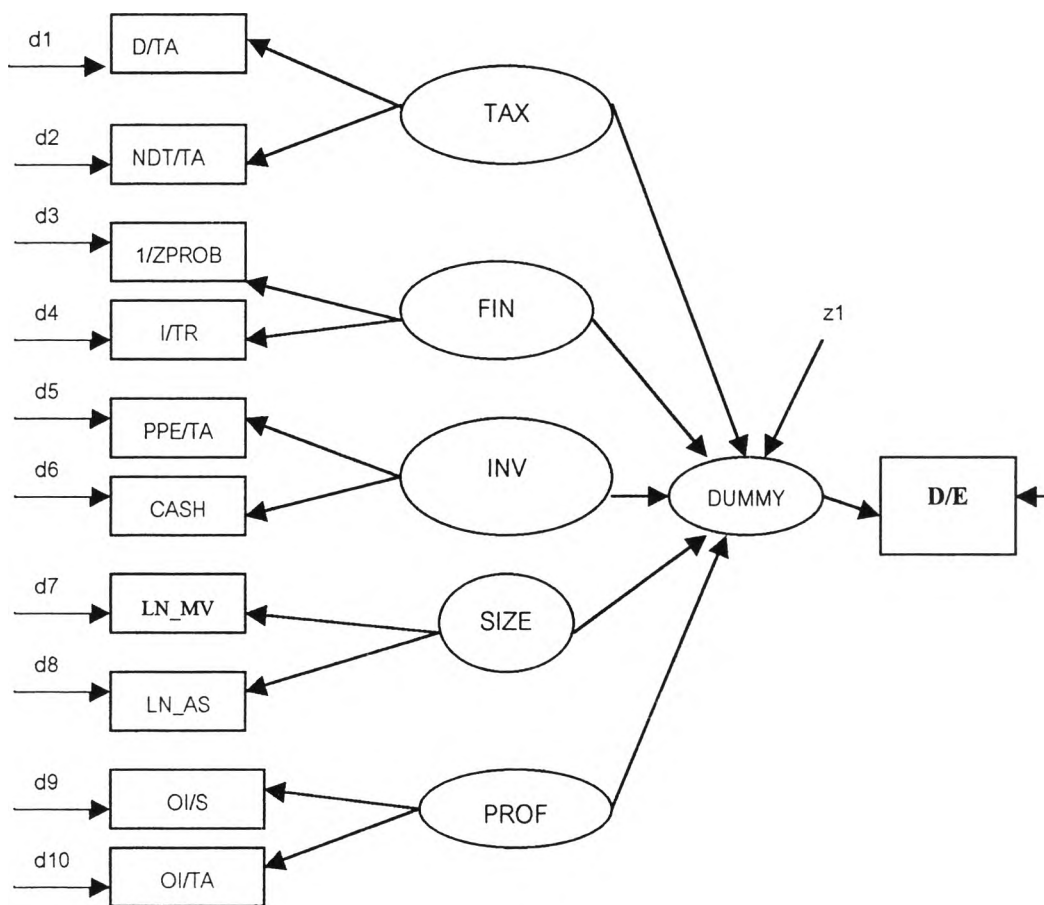 d1
D/TA
TAX
d2
NDT/TA
d3
1/ZPROB
FIN
z1
d4
I/TR
d5
PPE/TA
INV
d6
CASH
DUMMY
D/E
d7
LN_MV
SIZE
d8
LN_AS
d9
OI/S
PROF
d10
OI/TA